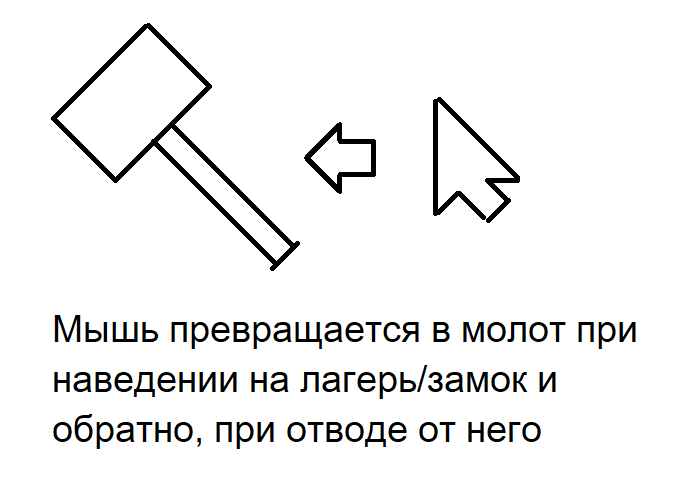 Мышь превращается в молот при
наведении на лагерь/замок и
обратно, при отводе от него